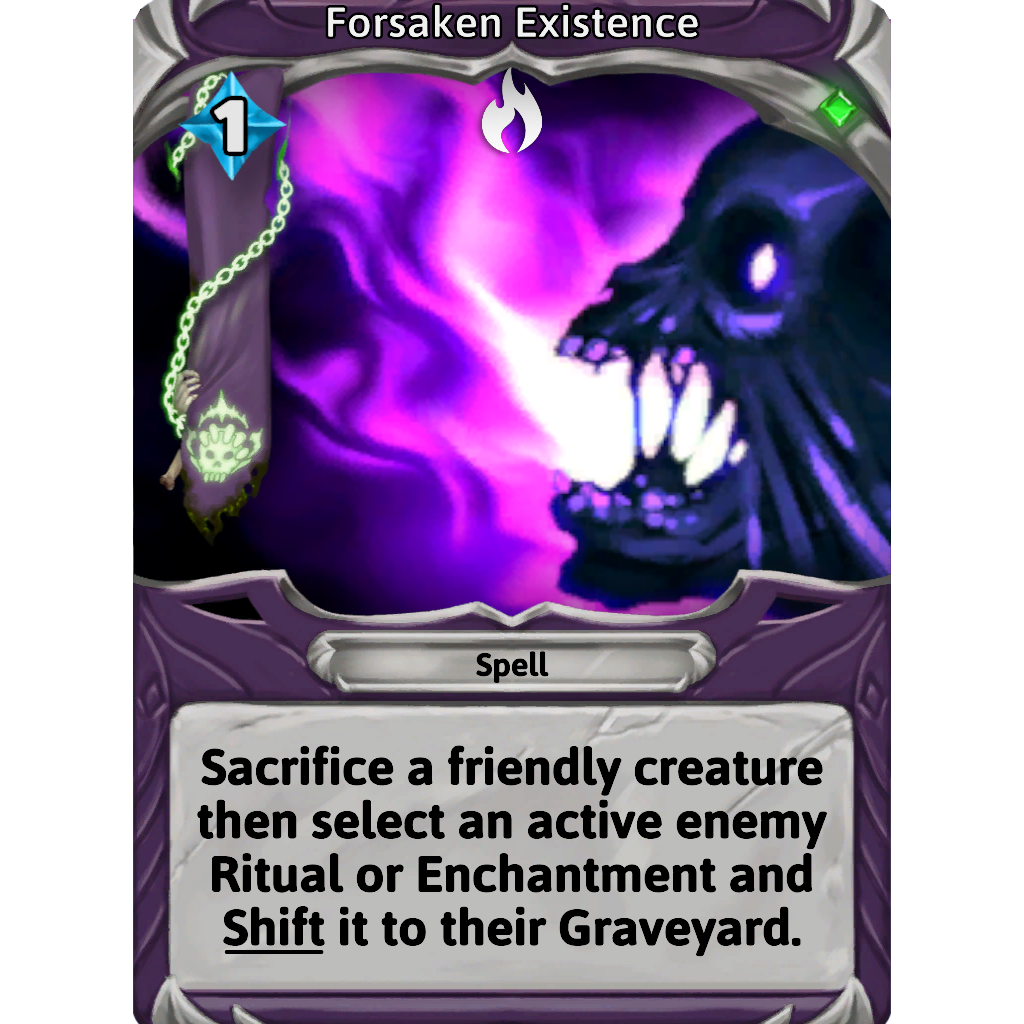 Forsaken Existence
1
Spell
Sacrifice a friendly creature
then select an active enemy
Ritual or Enchantment and
Shift it to their Graveyard.